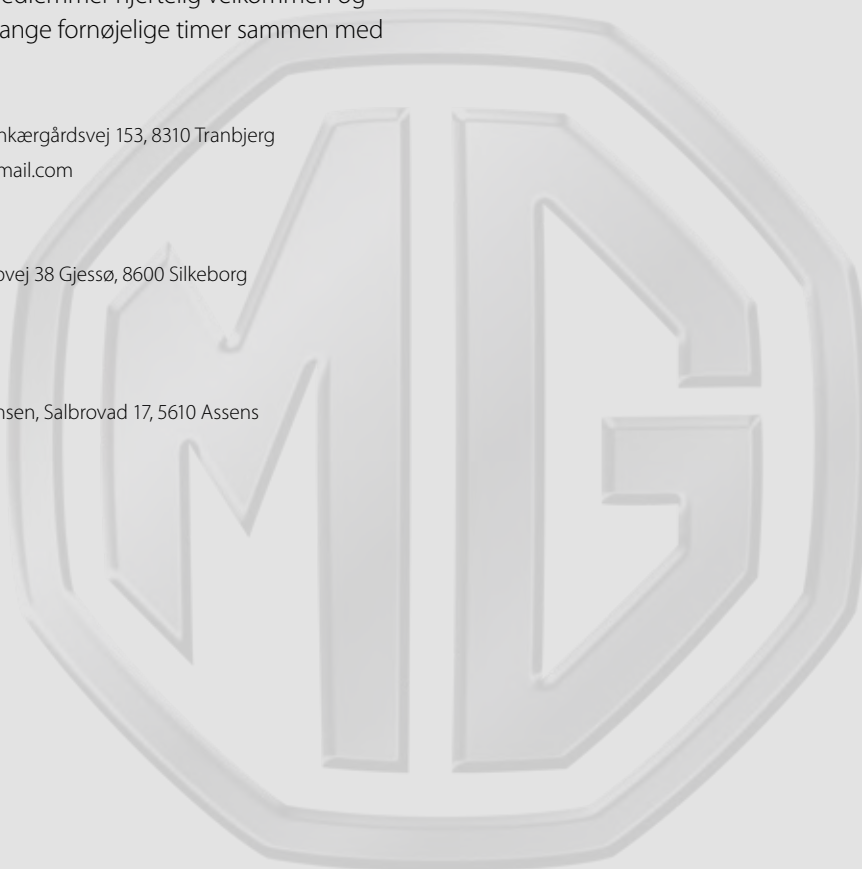 hjertelig velkommen og
ange fornøjelige timer sammen med
nkærgårdsvej 153, 8310 Tranbjerg
mail.com
vej 38 Gjessø, 8600 Silkeborg
nsen, Salbrovad 17, 5610 Assens
MG